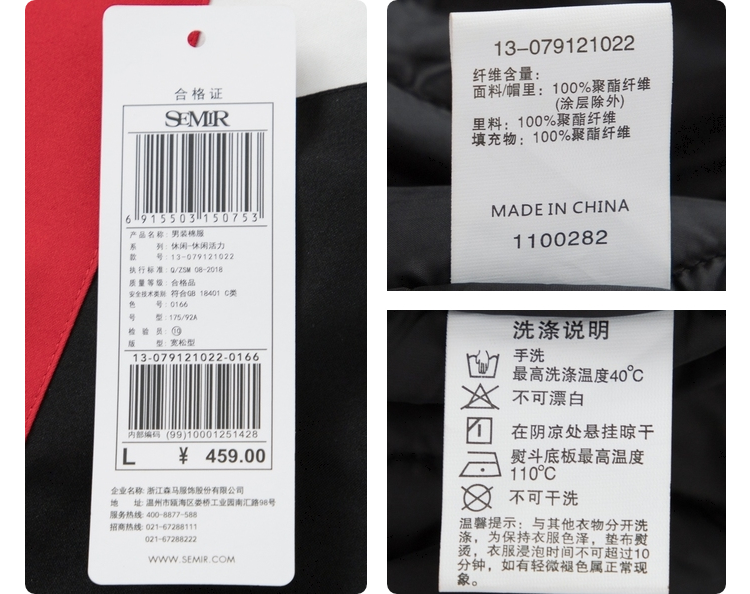 合格证
SEMIR
6 915503 150753
产品名称: 男装棉服
系 列: 休闲-休闲活力
款 号: 13-079121022
执行标准: Q/ZSM 08-2018
质量等级: 合格品
安全技术类别: 符合GB 18401 C类
色 号: 0166
号 型: 175/92A
检 验 员: ⑩
版 型: 宽松型
13-079121022-0166
内部编码 (99)10001251428
L ¥ 459.00
企业名称: 浙江森马服饰股份有限公司
地 址: 温州市瓯海区娄桥工业园南汇路98号
服务热线: 400-8877-588
招商热线: 021-67288111
021-67288222
WWW.SEMIR.COM
13-079121022
纤维含量:
面料/帽里: 100%聚酯纤维
(涂层除外)
里料: 100%聚酯纤维
填充物: 100%聚酯纤维
MADE IN CHINA
1100282
洗涤说明
手洗
最高洗涤温度40℃
不可漂白
在阴凉处悬挂晾干
熨斗底板最高温度
110℃
不可干洗
温馨提示: 与其他衣物分开洗
涤, 为保持衣服色泽, 垫布熨
烫, 衣服浸泡时间不可超过10
分钟, 如有轻微褪色属正常现
象。